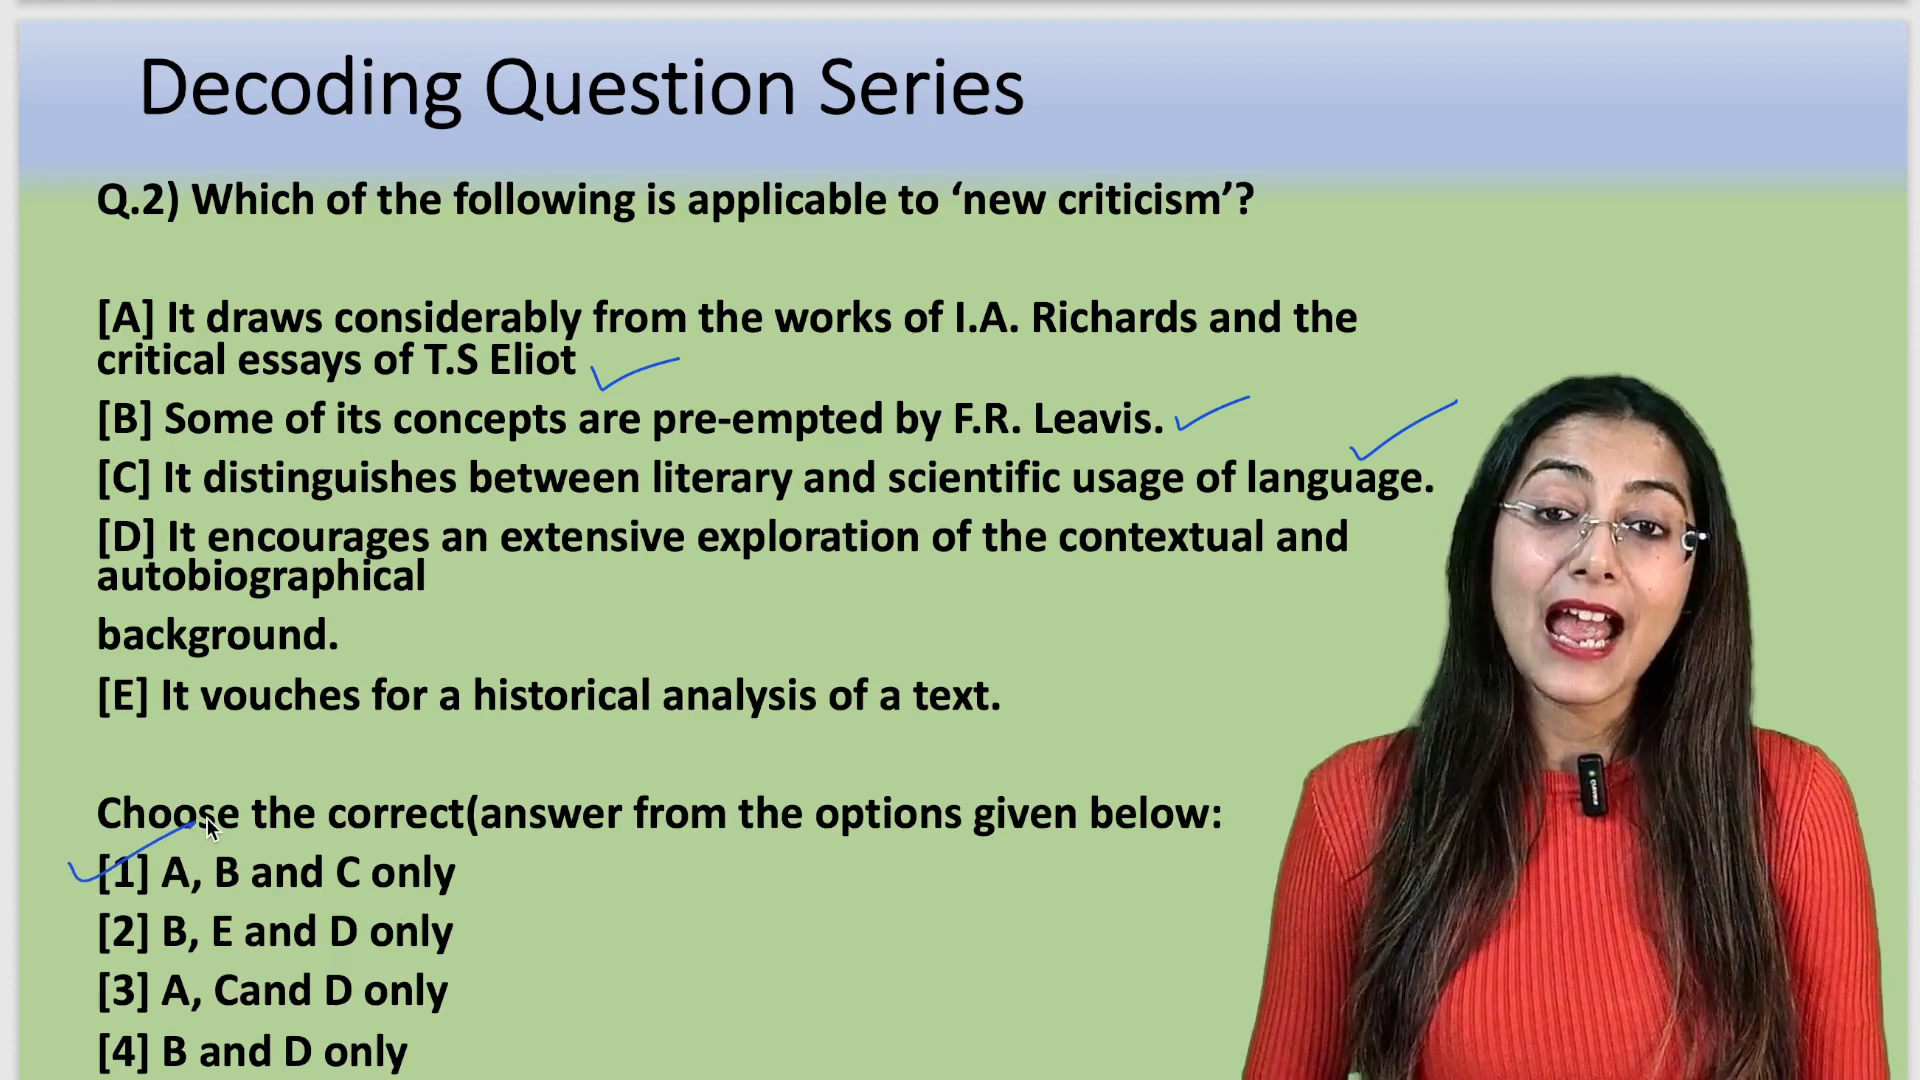 Decoding Question Series
Q.2) Which of the following is applicable to ‘new criticism’?
[A] It draws considerably from the works of I.A. Richards and the
critical essays of T.S Eliot
[B] Some of its concepts are pre-empted by F.R. Leavis.
[C] It distinguishes between literary and scientific usage of language.
[D] It encourages an extensive exploration of the contextual and
autobiographical
background.
[E] It vouches for a historical analysis of a text.
Choose the correct(answer from the options given below:
[1] A, B and C only
[2] B, E and D only
[3] A, Cand D only
[4] B and D only